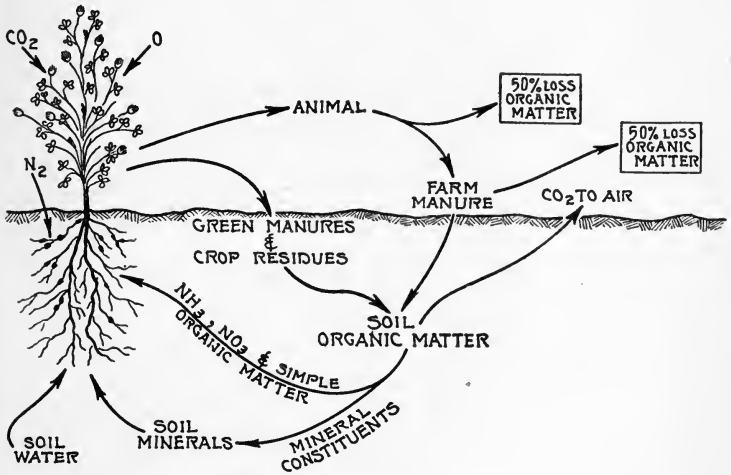 CO2
O
N2
ANIMAL
50% LOSS
ORGANIC
MATTER
50% LOSS
ORGANIC
MATTER
FARM
MANURE
CO2 TO AIR
GREEN MANURES
&
CROP RESIDUES
SOIL
ORGANIC MATTER
NH3, NO3 & SIMPLE
ORGANIC MATTER
MINERAL
CONSTITUENTS
SOIL
MINERALS
SOIL
WATER